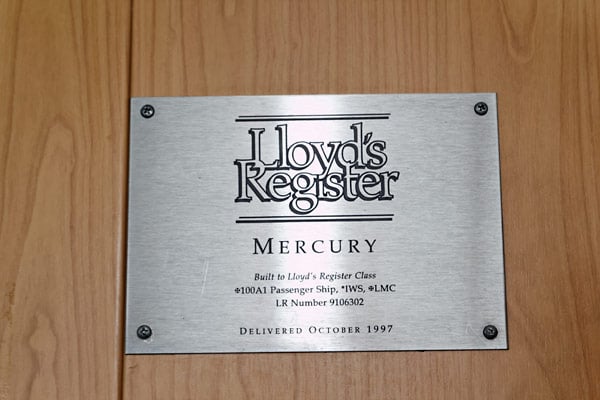 Lloyd's
Register
MERCURY
Built to Lloyd's Register Class
✠100A1 Passenger Ship, *IWS, ✠LMC
LR Number 9106302
DELIVERED OCTOBER 1997